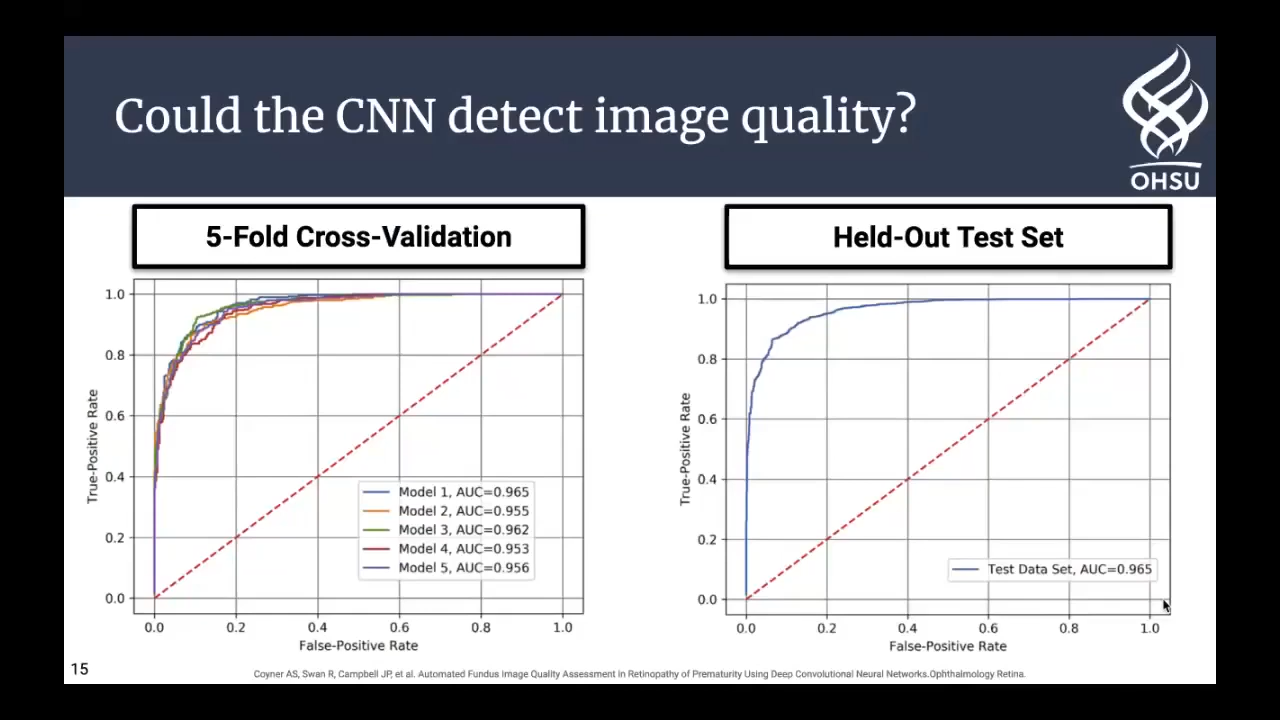 Could the CNN detect image quality?
OHSU
5-Fold Cross-Validation
1.0
0.8
0.6
0.4
0.2
0.0
True-Positive Rate
Model 1, AUC=0.965
Model 2, AUC=0.955
Model 3, AUC=0.962
Model 4, AUC=0.953
Model 5, AUC=0.956
0.0 0.2 0.4 0.6 0.8 1.0
False-Positive Rate
Held-Out Test Set
1.0
0.8
0.6
0.4
0.2
0.0
True-Positive Rate
Test Data Set, AUC=0.965
0.0 0.2 0.4 0.6 0.8 1.0
False-Positive Rate
15
Coyner AS, Swan R, Campbell JP, et al. Automated Fundus Image Quality Assessment in Retinopathy of Prematurity Using Deep Convolutional Neural Networks.Ophthalmology Retina.